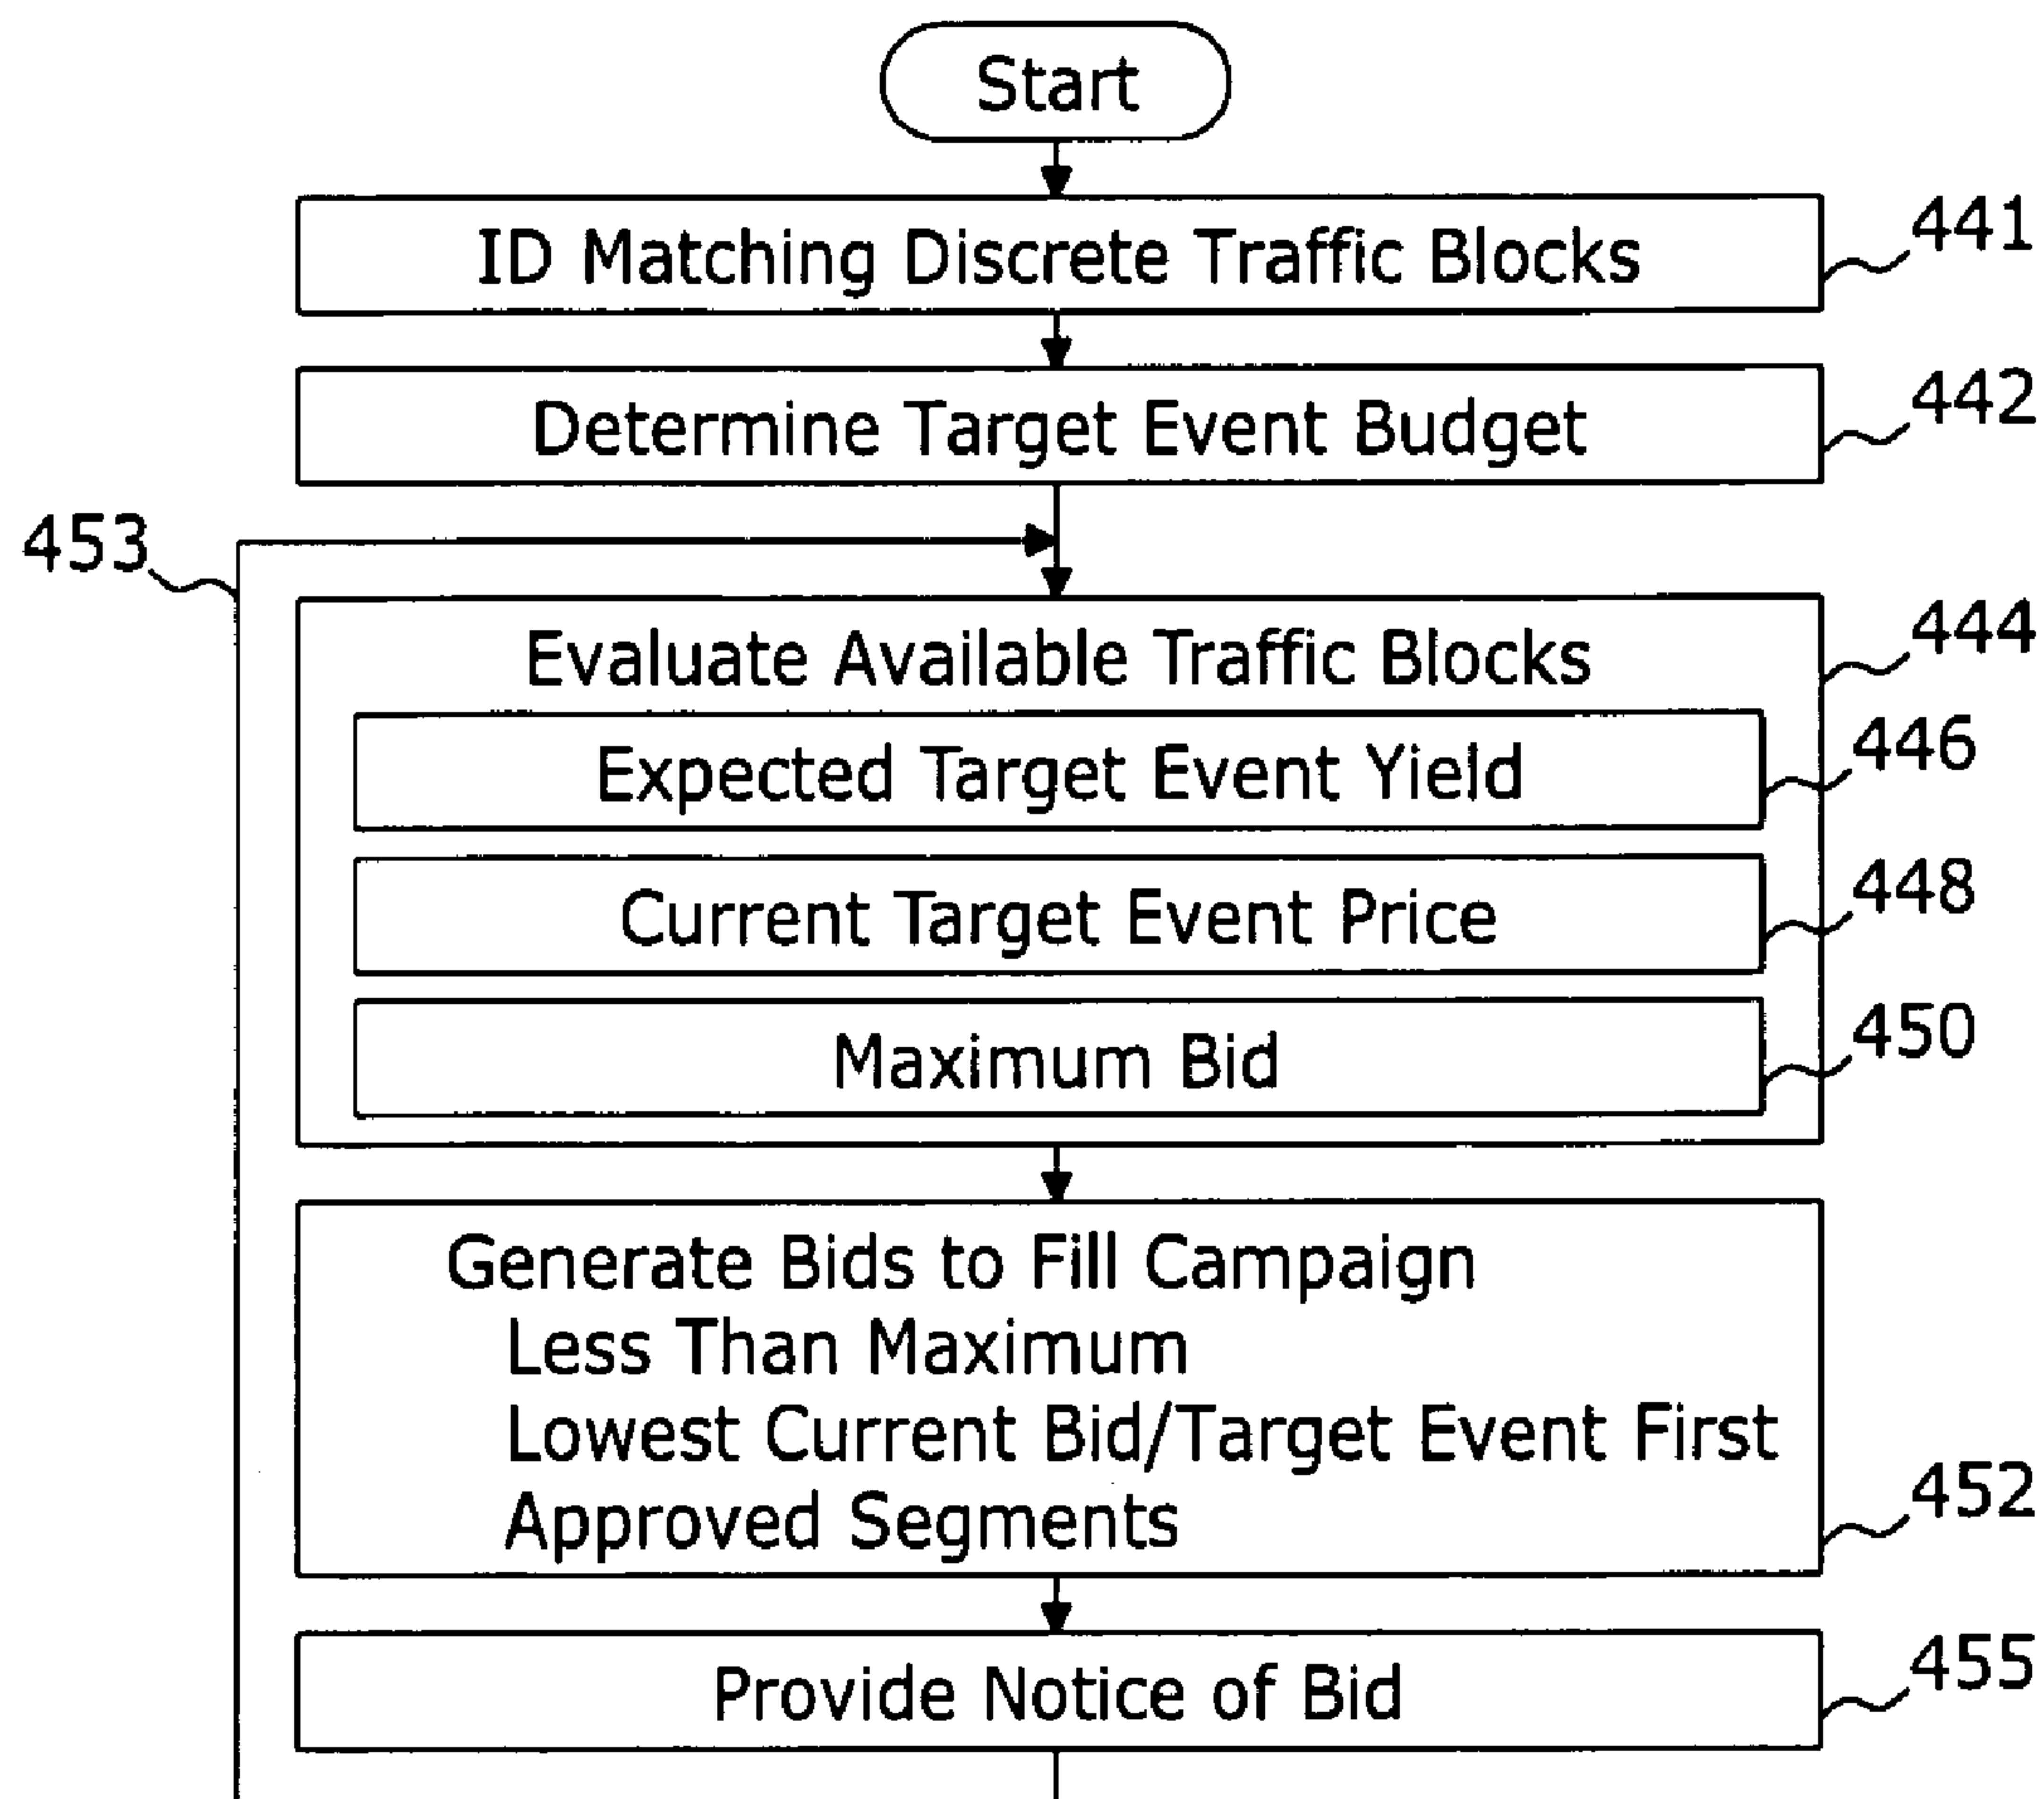 Start
ID Matching Discrete Traffic Blocks
441
Determine Target Event Budget
442
453
Evaluate Available Traffic Blocks
444
Expected Target Event Yield
446
Current Target Event Price
448
Maximum Bid
450
Generate Bids to Fill Campaign
Less Than Maximum
Lowest Current Bid/Target Event First
Approved Segments
452
Provide Notice of Bid
455